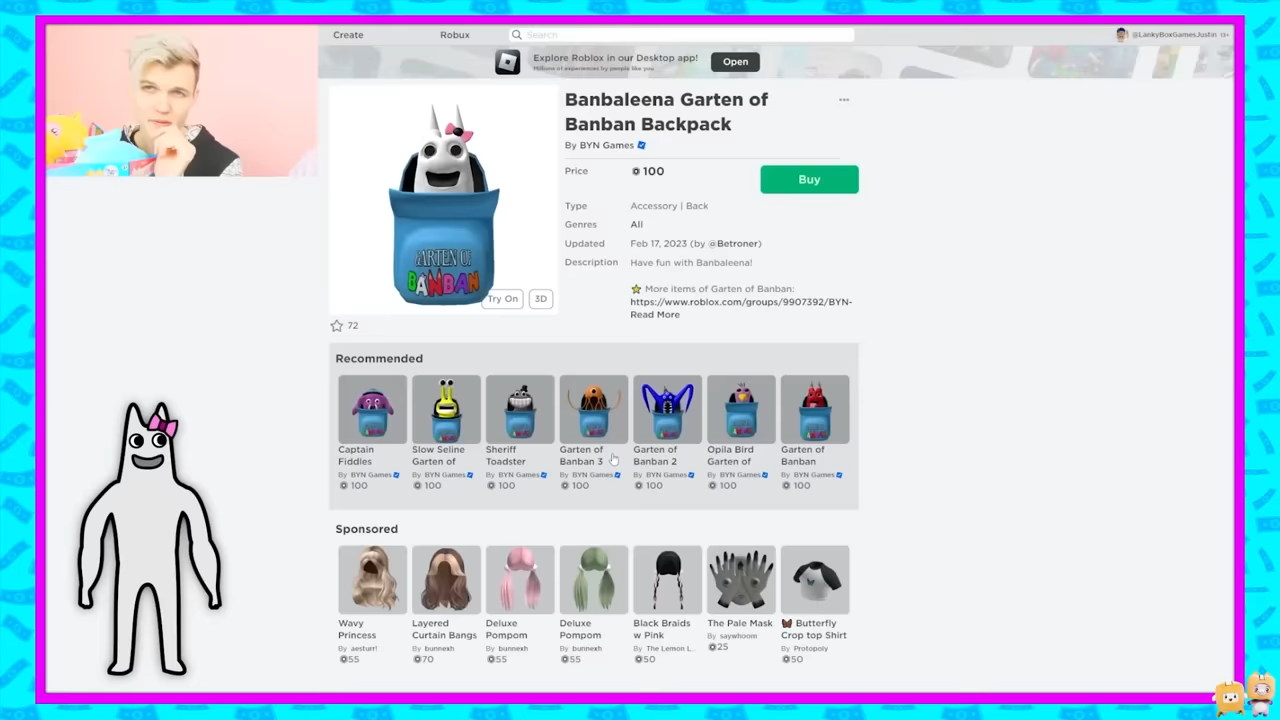 Create
Robux
Search
@LankyBoxGamesJustin 13+
Explore Roblox in our Desktop app!
Millions of experiences by people like you.
Open
Banbaleena Garten of
Banban Backpack
By BYN Games
Price
100
Buy
Type
Accessory | Back
Genres
All
Updated
Feb 17, 2023 (by @Betroner)
Description
Have fun with Banbaleena!
⭐ More items of Garten of Banban:
https://www.roblox.com/groups/9907392/BYN-
Read More
GARTEN OF
BANBAN
Try On
3D
72
Recommended
Captain
Fiddles
By BYN Games
100
Slow Seline
Garten of
By BYN Games
100
Sheriff
Toadster
By BYN Games
100
Garten of
Banban 3
By BYN Games
100
Garten of
Banban 2
By BYN Games
100
Opila Bird
Garten of
By BYN Games
100
Garten of
Banban
By BYN Games
100
Sponsored
Wavy
Princess
By aesturr!
55
Layered
Curtain Bangs
By bunnexh
70
Deluxe
Pompom
By bunnexh
55
Deluxe
Pompom
By bunnexh
55
Black Braids
w Pink
By The Lemon L...
50
The Pale Mask
By saywhoom
25
🦋 Butterfly
Crop top Shirt
By Protopoly
50